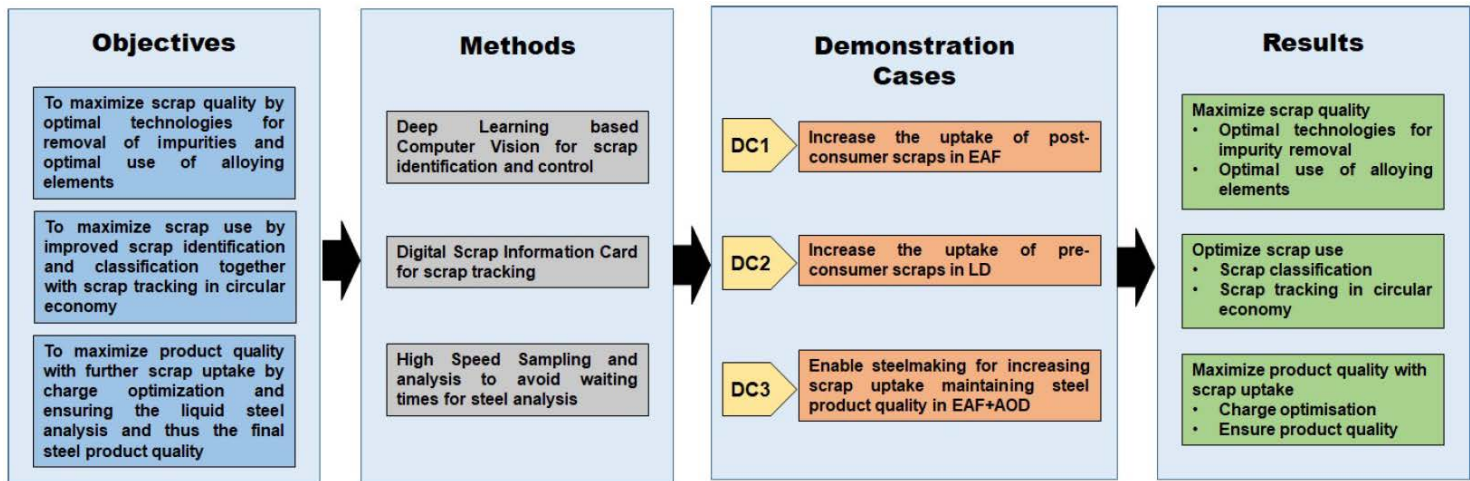 Objectives
To maximize scrap quality by
optimal technologies for
removal of impurities and
optimal use of alloying
elements
To maximize scrap use by
improved scrap identification
and classification together
with scrap tracking in circular
economy
To maximize product quality
with further scrap uptake by
charge optimization and
ensuring the liquid steel
analysis and thus the final
steel product quality
Methods
Deep Learning based
Computer Vision for scrap
identification and control
Digital Scrap Information Card
for scrap tracking
High Speed Sampling and
analysis to avoid waiting
times for steel analysis
Demonstration
Cases
DC1
Increase the uptake of post-
consumer scraps in EAF
DC2
Increase the uptake of pre-
consumer scraps in LD
DC3
Enable steelmaking for increasing
scrap uptake maintaining steel
product quality in EAF+AOD
Results
Maximize scrap quality
• Optimal technologies for
impurity removal
• Optimal use of alloying
elements
Optimize scrap use
• Scrap classification
• Scrap tracking in circular
economy
Maximize product quality with
scrap uptake
• Charge optimisation
• Ensure product quality